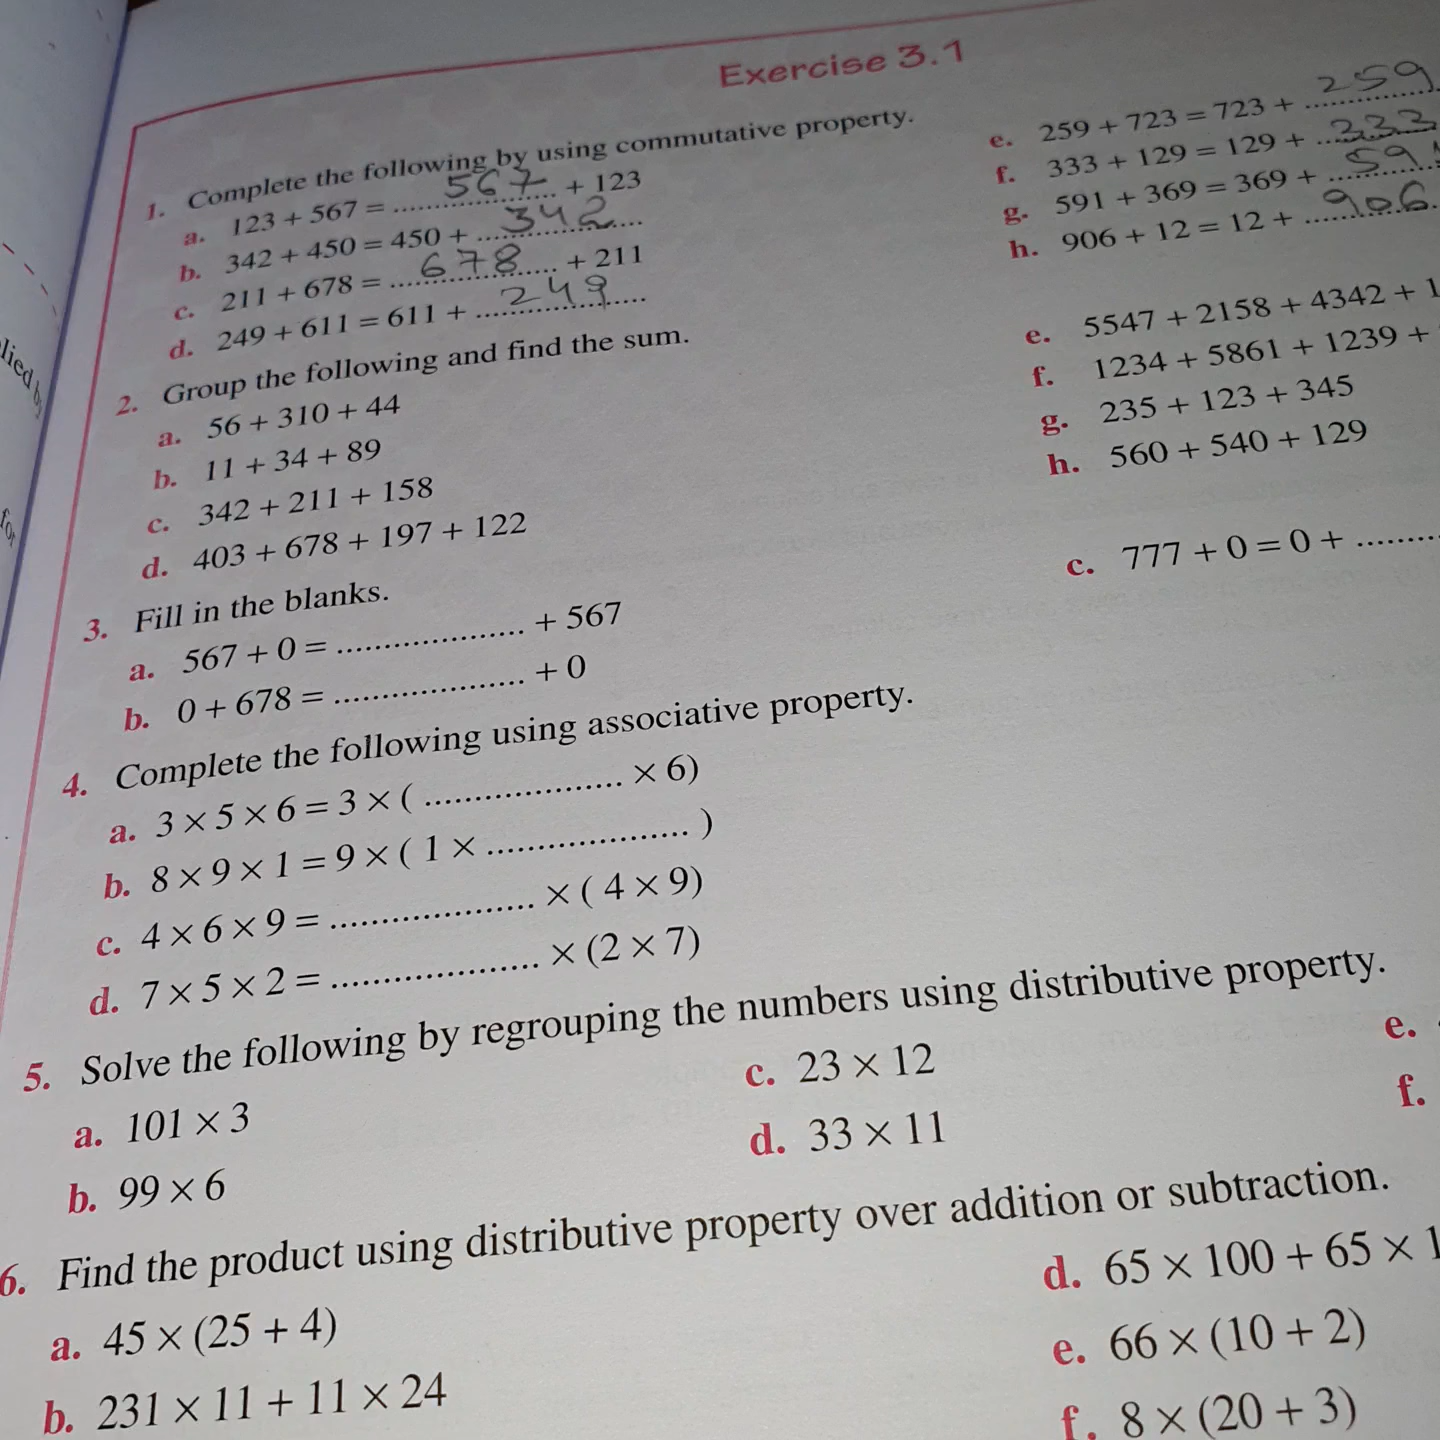 Exercise 3.1
1. Complete the following by using commutative property.
a. 123 + 567 = 567 + 123
b. 342 + 450 = 450 + 342
c. 211 + 678 = 678 + 211
d. 249 + 611 = 611 + 249
e. 259 + 723 = 723 + 259
f. 333 + 129 = 129 + 333
g. 591 + 369 = 369 + 591
h. 906 + 12 = 12 + 906
2. Group the following and find the sum.
a. 56 + 310 + 44
b. 11 + 34 + 89
c. 342 + 211 + 158
d. 403 + 678 + 197 + 122
e. 5547 + 2158 + 4342 + 1
f. 1234 + 5861 + 1239 +
g. 235 + 123 + 345
h. 560 + 540 + 129
3. Fill in the blanks.
a. 567 + 0 = .................... + 567
b. 0 + 678 = .................... + 0
c. 777 + 0 = 0 + .........
4. Complete the following using associative property.
a. 3 × 5 × 6 = 3 × ( .................... × 6)
b. 8 × 9 × 1 = 9 × ( 1 × .................... )
c. 4 × 6 × 9 = .................... × ( 4 × 9)
d. 7 × 5 × 2 = .................... × (2 × 7)
5. Solve the following by regrouping the numbers using distributive property.
a. 101 × 3
b. 99 × 6
c. 23 × 12
d. 33 × 11
e.
f.
6. Find the product using distributive property over addition or subtraction.
a. 45 × (25 + 4)
b. 231 × 11 + 11 × 24
d. 65 × 100 + 65 × 1
e. 66 × (10 + 2)
f. 8 × (20 + 3)